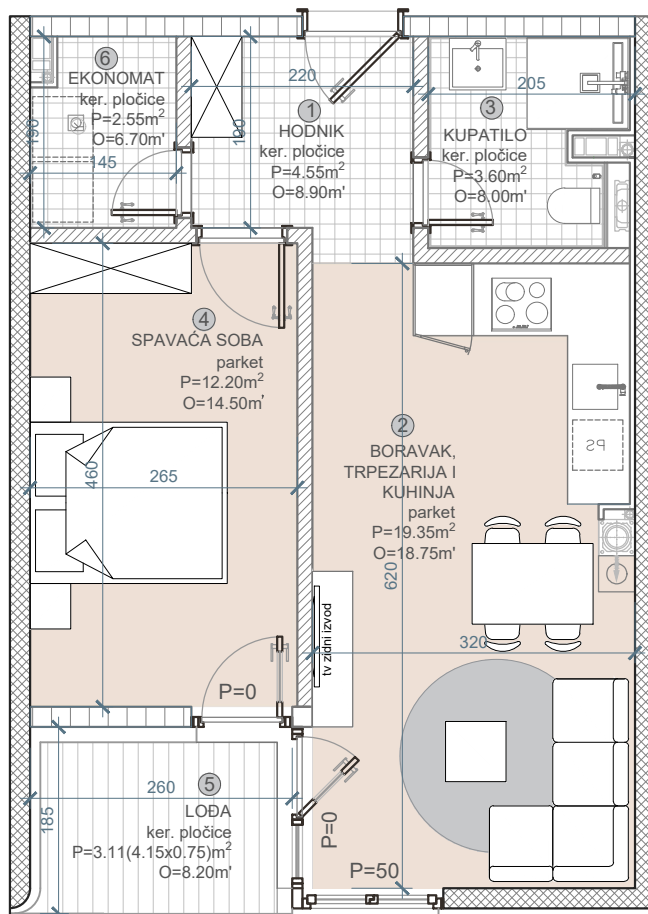 6
EKONOMAT
ker. pločice
P=2.55m²
O=6.70m'
190
145
220
1
HODNIK
ker. pločice
P=4.55m²
O=8.90m'
190
205
3
KUPATILO
ker. pločice
P=3.60m²
O=8.00m'
4
SPAVAĆA SOBA
parket
P=12.20m²
O=14.50m'
460
265
2
BORAVAK,
TRPEZARIJA I
KUHINJA
parket
P=19.35m²
O=18.75m'
620
320
PS
tv zidni izvod
P=0
5
LOĐA
ker. pločice
P=3.11(4.15x0.75)m²
O=8.20m'
260
185
P=0
P=50